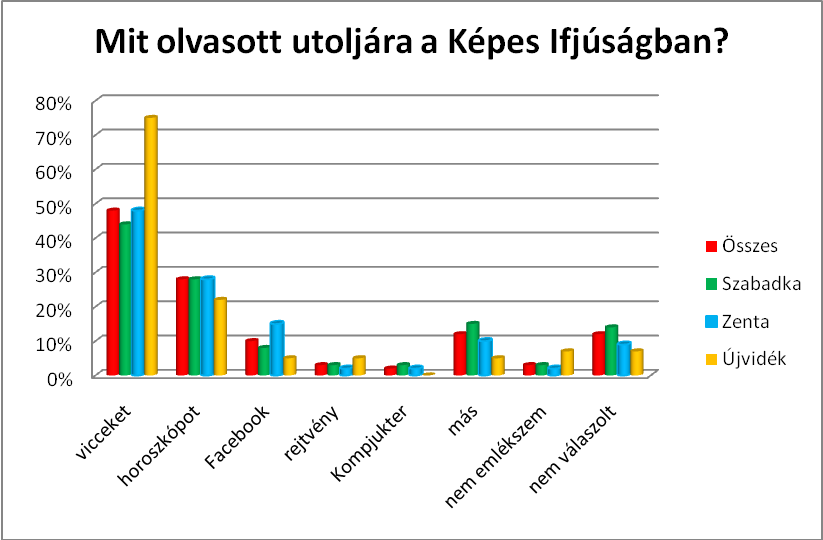 Mit olvasott utoljára a Képes Ifjúságban?
80%
70%
60%
50%
40%
30%
20%
10%
0%
vicceket
horoszkópot
Facebook
rejtvény
Kompjukter
más
nem emlékszem
nem válaszolt
Összes
Szabadka
Zenta
Újvidék